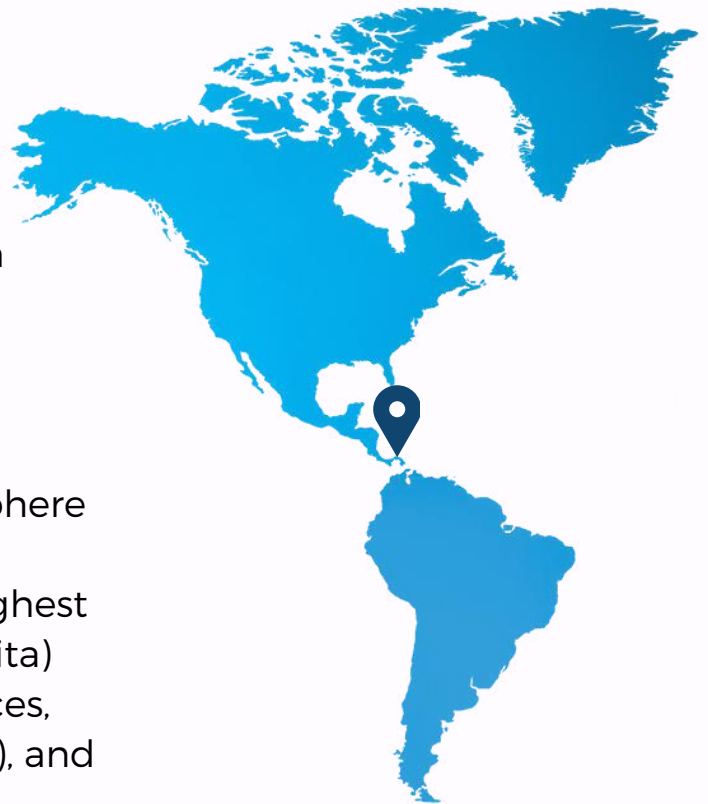 phere
ghest
ita)
ces,
), and